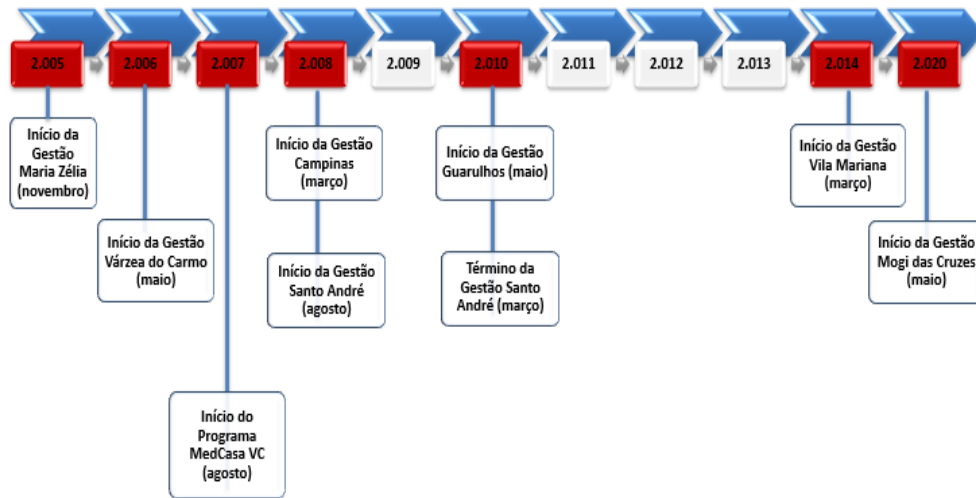 2.005
2.006
2.007
2.008
2.009
2.010
2.011
2.012
2.013
2.014
2.020
Início da
Gestão
Maria Zélia
(novembro)
Início da Gestão
Várzea do Carmo
(maio)
Início do
Programa
MedCasa VC
(agosto)
Início da Gestão
Campinas
(março)
Início da Gestão
Santo André
(agosto)
Início da Gestão
Guarulhos (maio)
Término da
Gestão Santo
André (março)
Início da Gestão
Vila Mariana
(março)
Início da Gestão
Mogi das Cruzes
(maio)